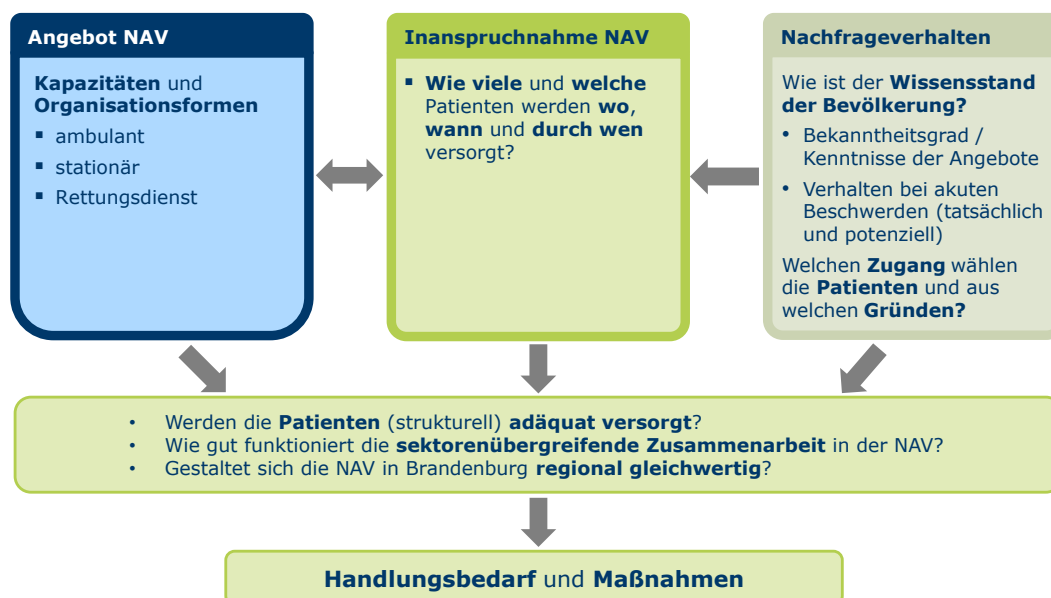 Angebot NAV
Kapazitäten und
Organisationsformen
▪ ambulant
▪ stationär
▪ Rettungsdienst
Inanspruchnahme NAV
▪ Wie viele und welche
Patienten werden wo,
wann und durch wen
versorgt?
Nachfrageverhalten
Wie ist der Wissensstand
der Bevölkerung?
• Bekanntheitsgrad /
Kenntnisse der Angebote
• Verhalten bei akuten
Beschwerden (tatsächlich
und potenziell)
Welchen Zugang wählen
die Patienten und aus
welchen Gründen?
• Werden die Patienten (strukturell) adäquat versorgt?
• Wie gut funktioniert die sektorenübergreifende Zusammenarbeit in der NAV?
• Gestaltet sich die NAV in Brandenburg regional gleichwertig?
Handlungsbedarf und Maßnahmen